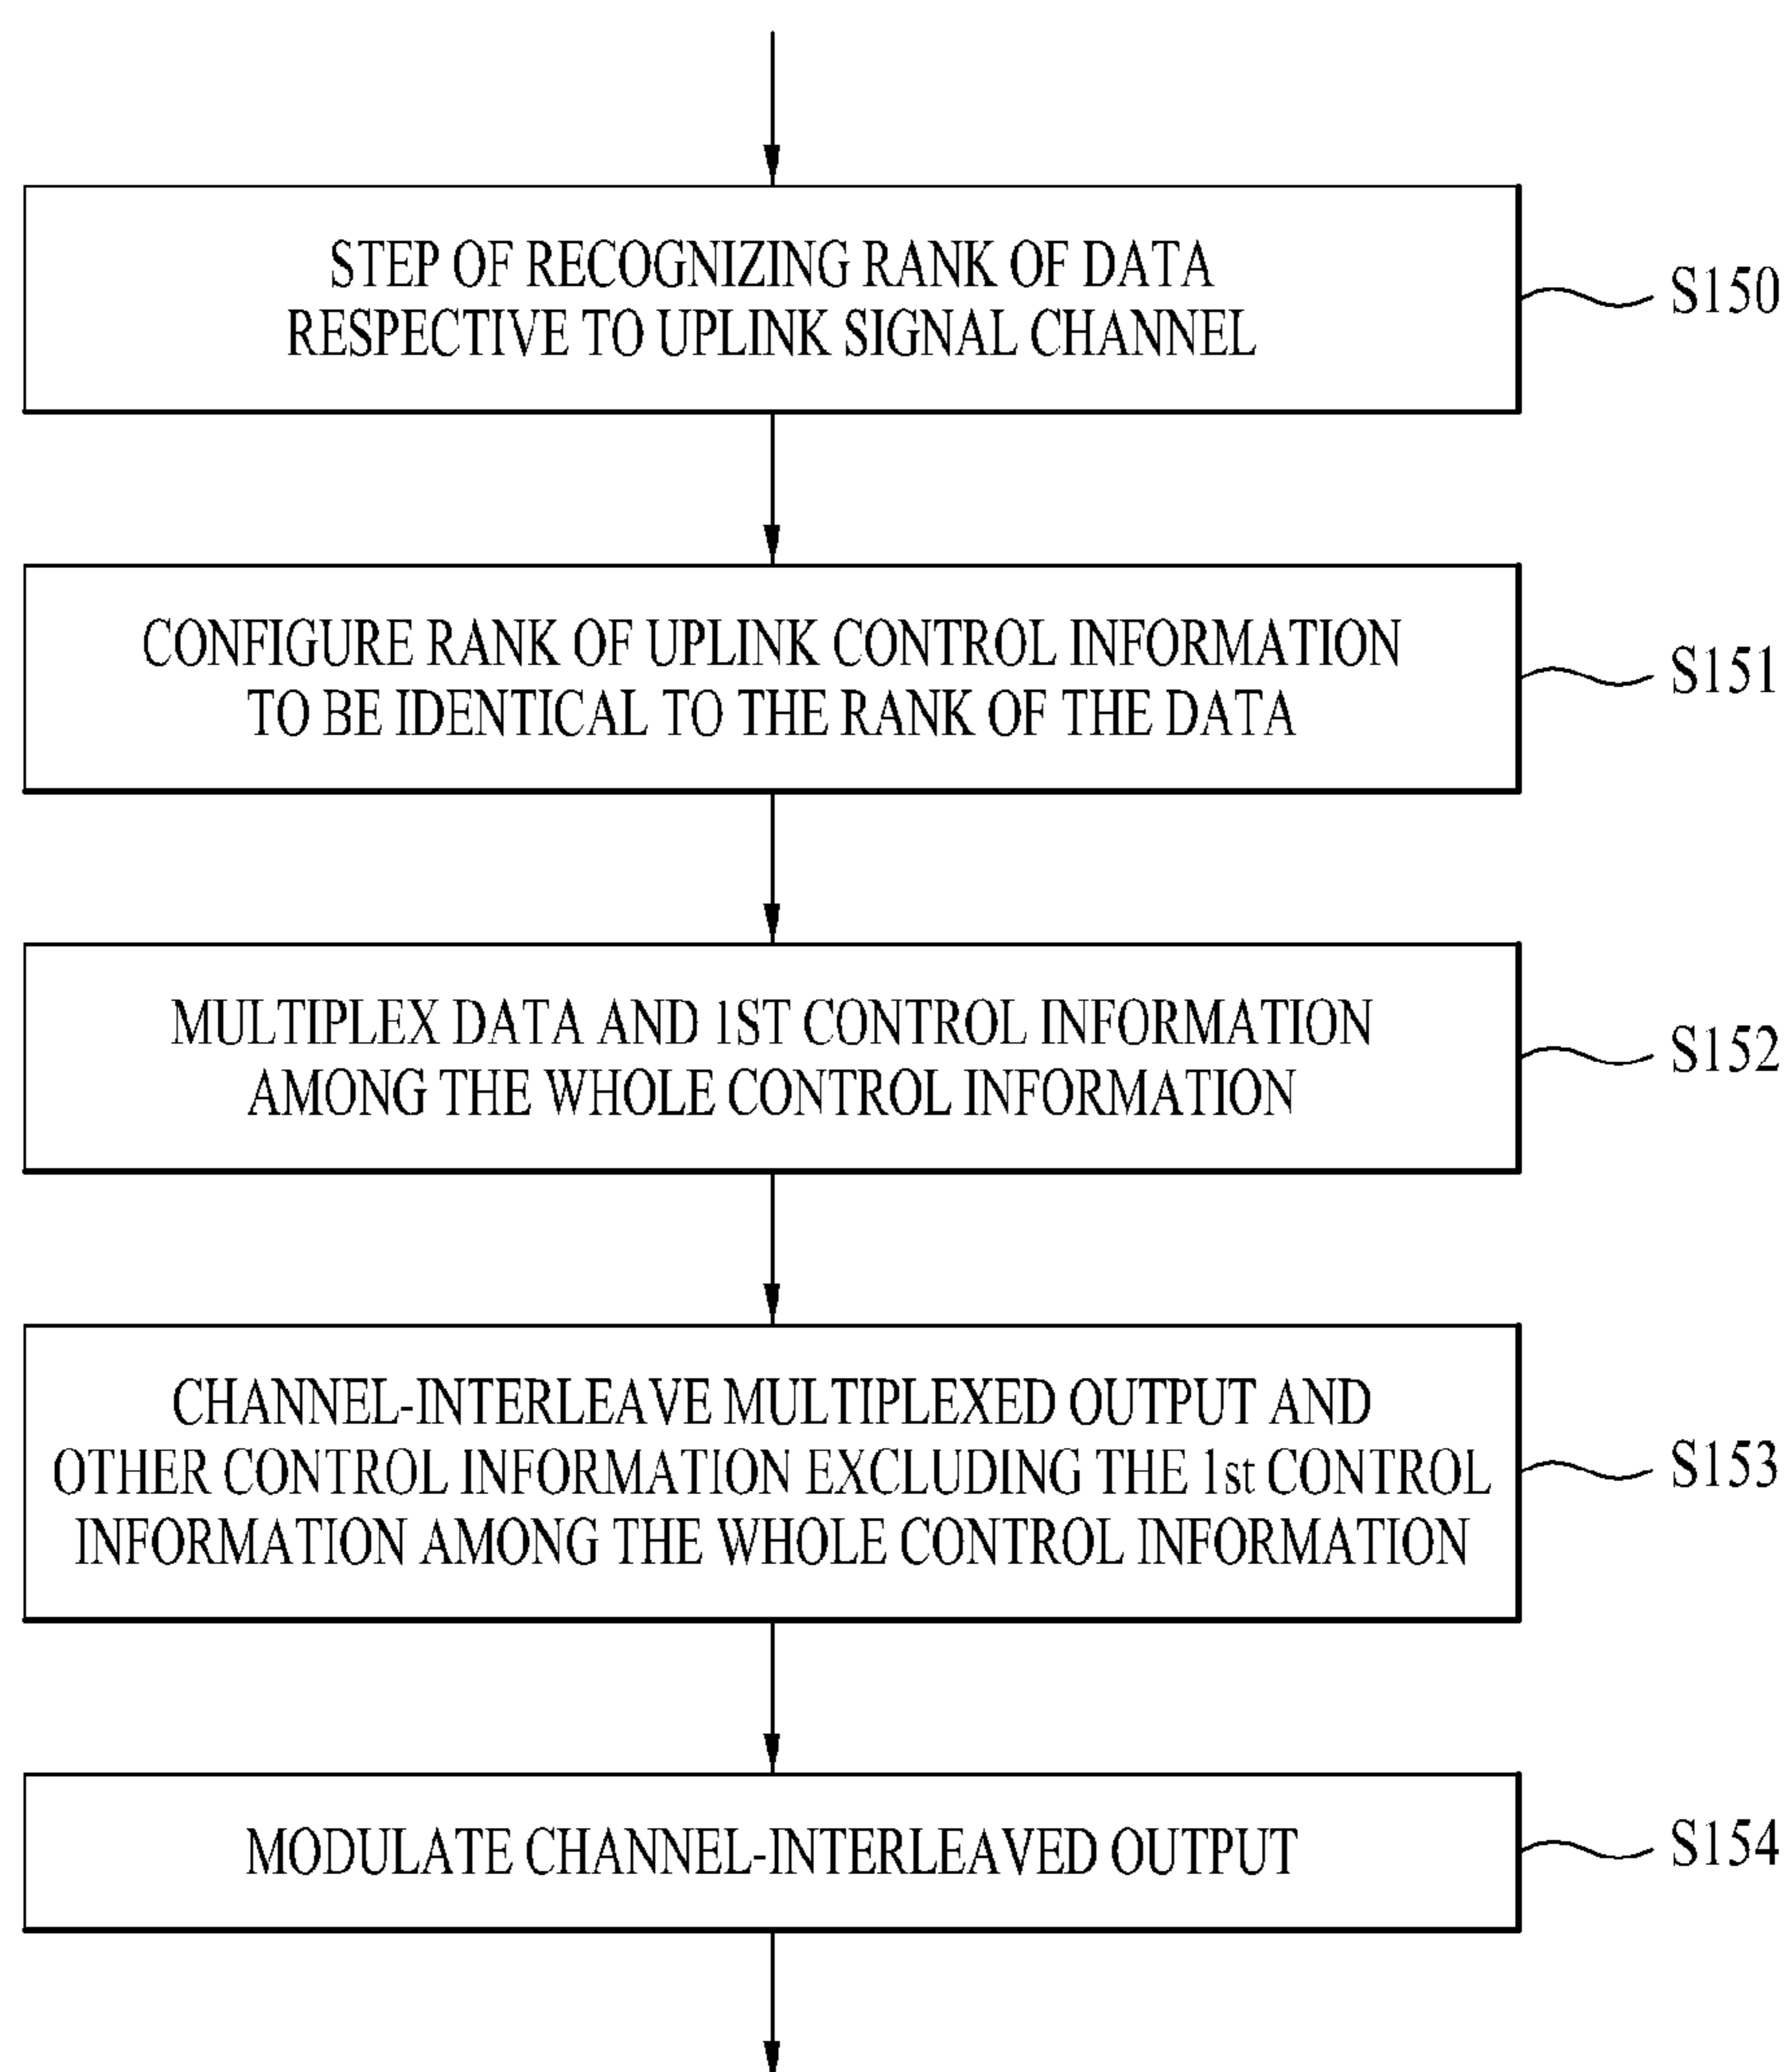 STEP OF RECOGNIZING RANK OF DATA
RESPECTIVE TO UPLINK SIGNAL CHANNEL
S150
CONFIGURE RANK OF UPLINK CONTROL INFORMATION
TO BE IDENTICAL TO THE RANK OF THE DATA
S151
MULTIPLEX DATA AND 1ST CONTROL INFORMATION
AMONG THE WHOLE CONTROL INFORMATION
S152
CHANNEL-INTERLEAVE MULTIPLEXED OUTPUT AND
OTHER CONTROL INFORMATION EXCLUDING THE 1st CONTROL
INFORMATION AMONG THE WHOLE CONTROL INFORMATION
S153
MODULATE CHANNEL-INTERLEAVED OUTPUT
S154